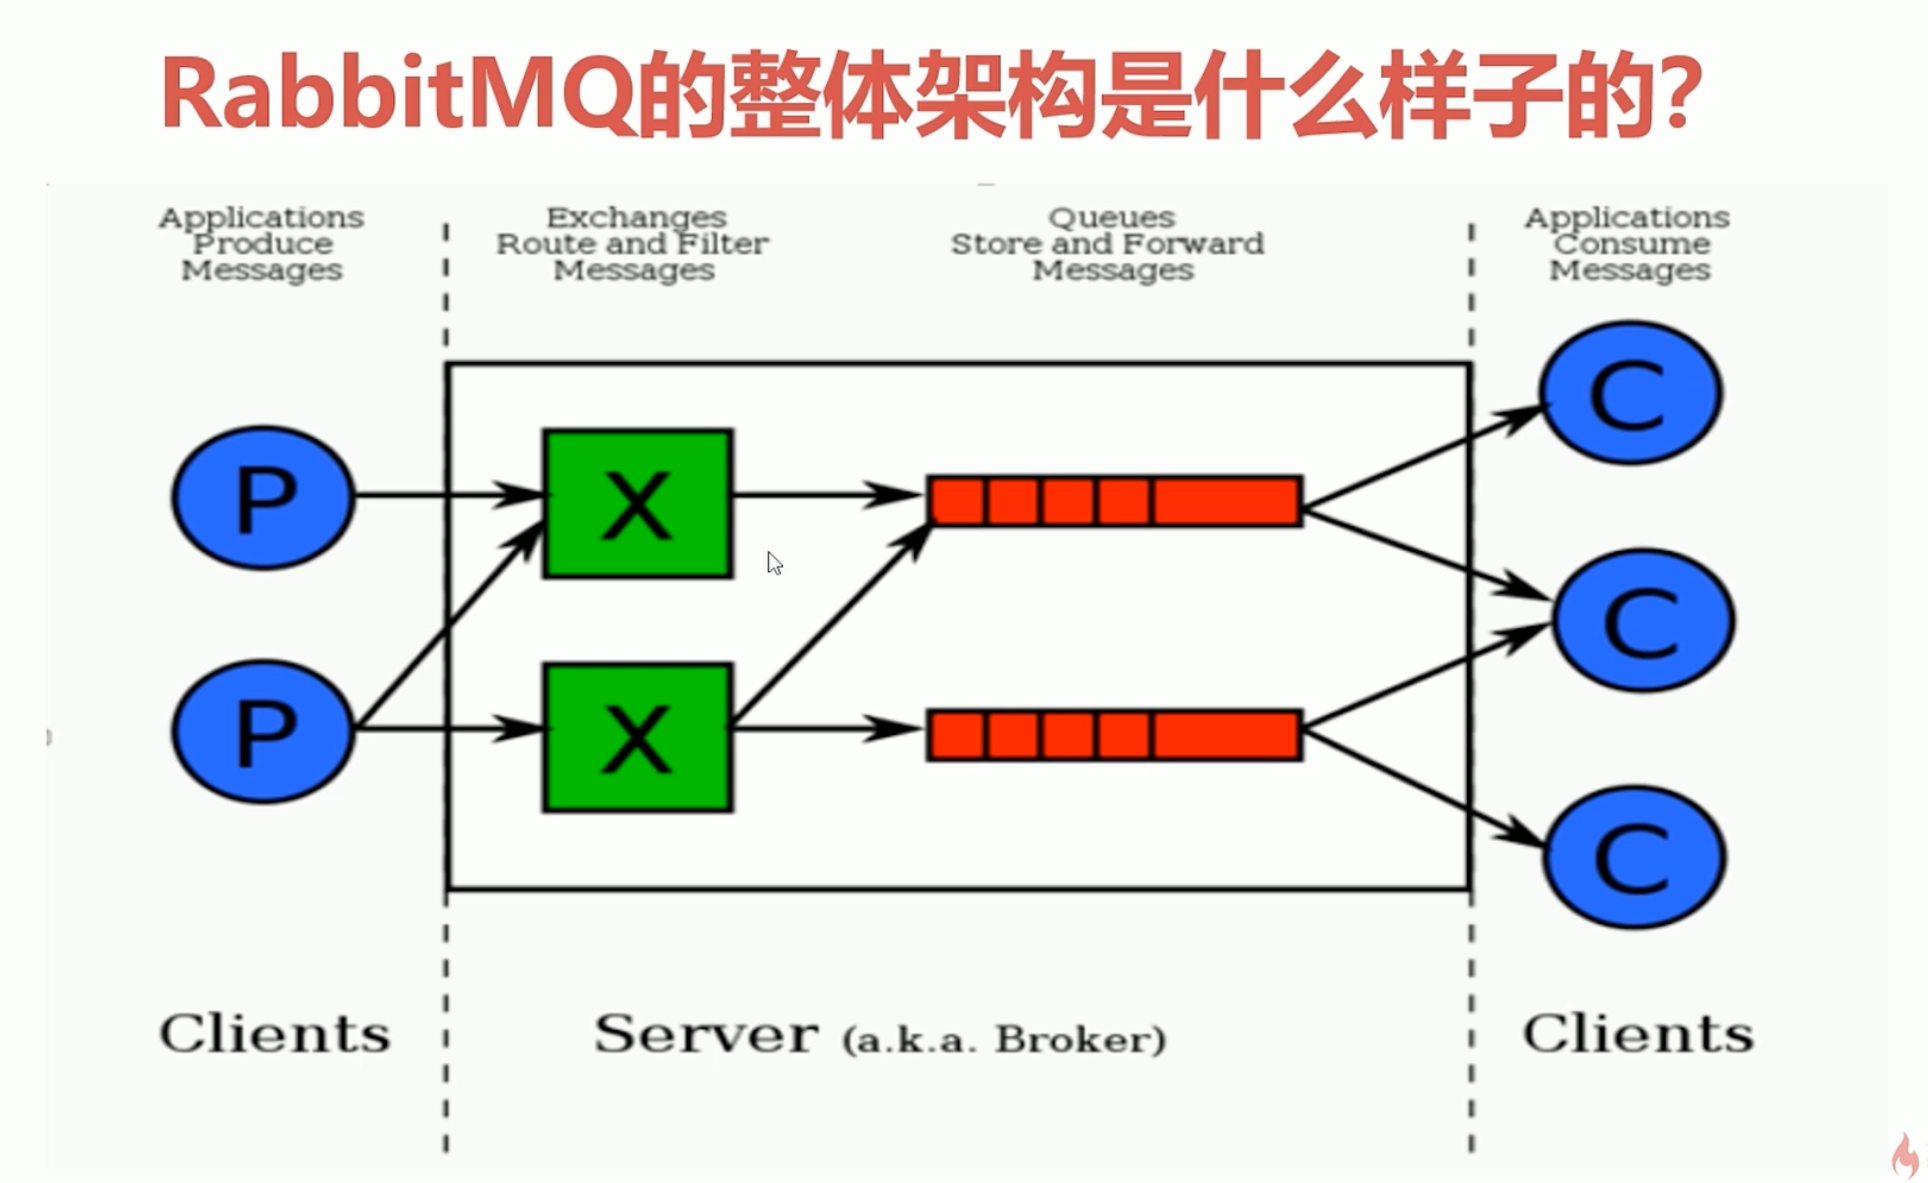 RabbitMQ的整体架构是什么样子的?
Applications
Produce
Messages
Exchanges
Route and Filter
Messages
Queues
Store and Forward
Messages
Applications
Consume
Messages
P
X
C
C
P
X
C
Clients
Server (a.k.a. Broker)
Clients